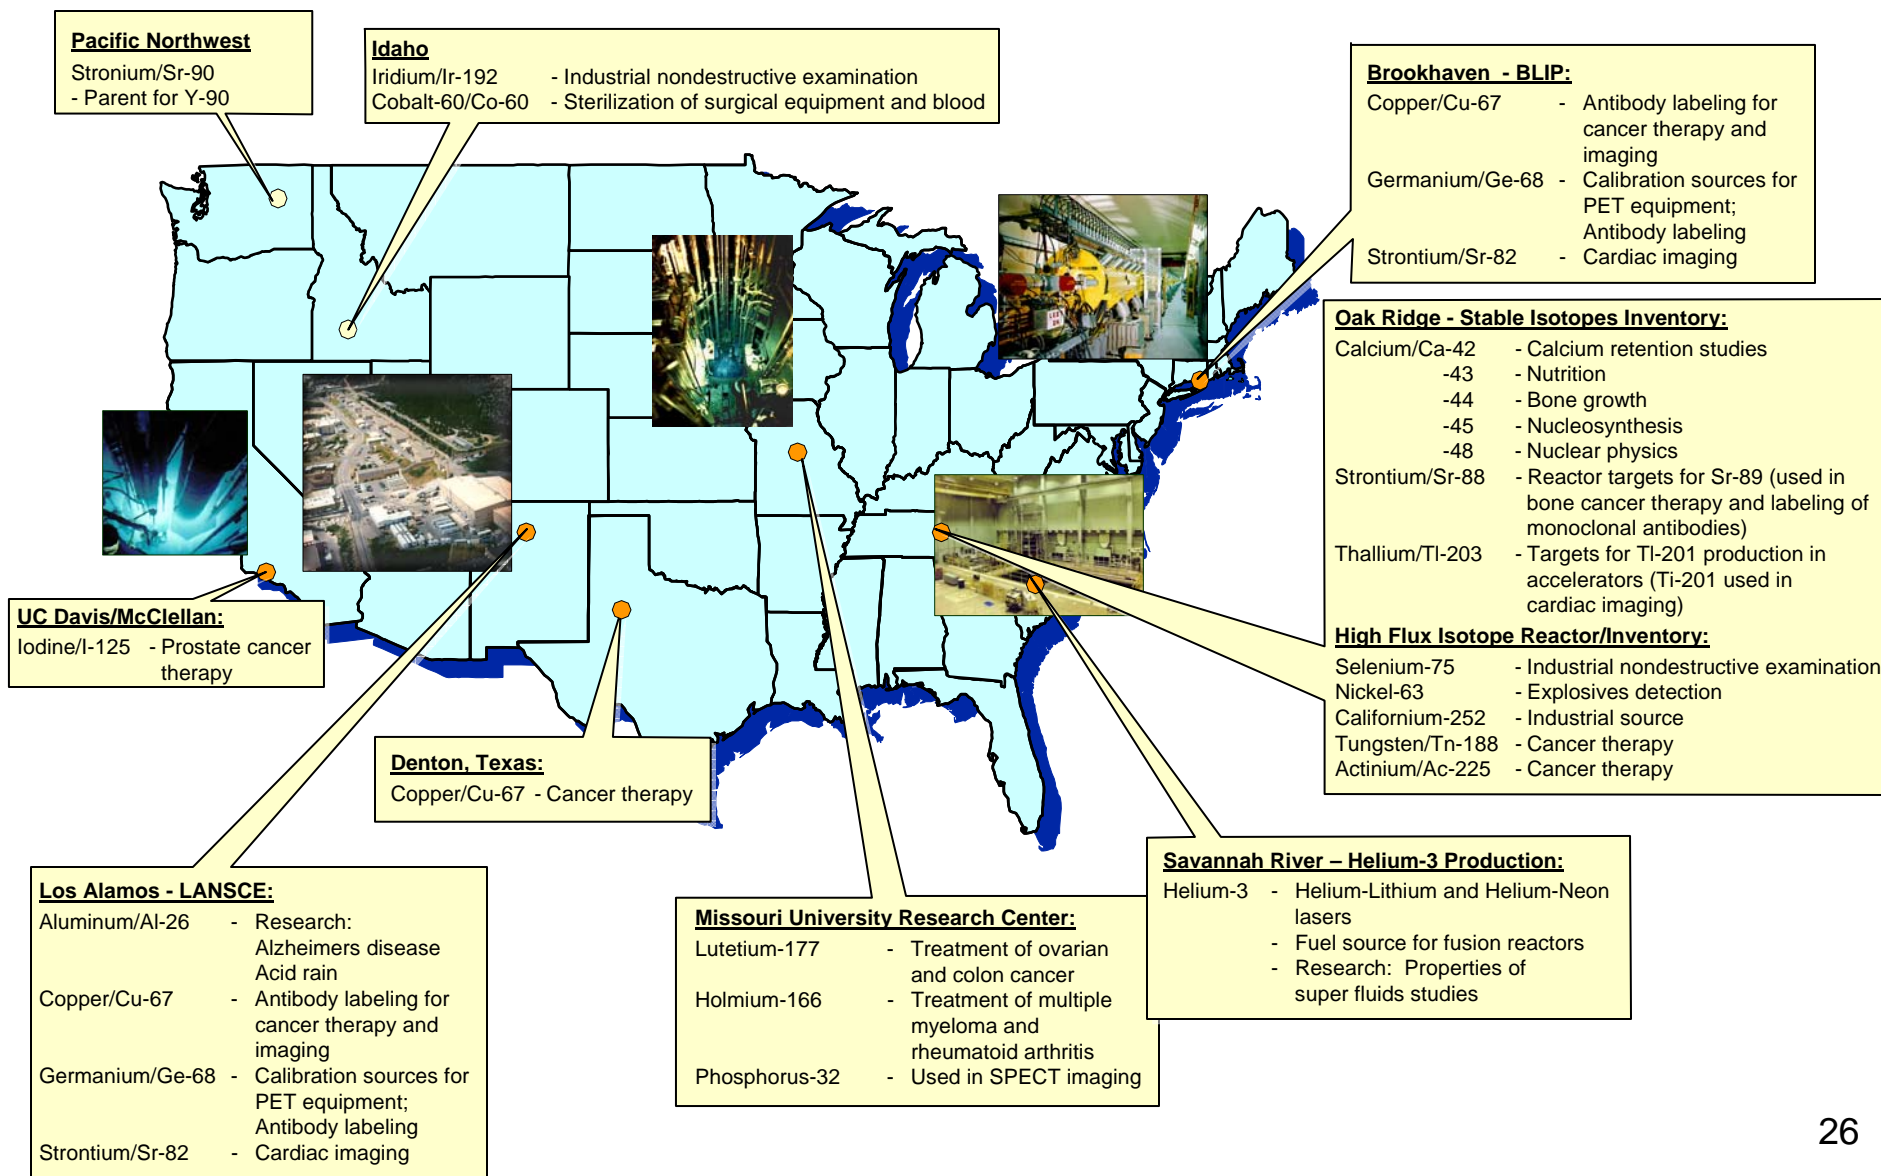 Pacific Northwest
Stronium/Sr-90
- Parent for Y-90
Idaho
Iridium/Ir-192 - Industrial nondestructive examination
Cobalt-60/Co-60 - Sterilization of surgical equipment and blood
Brookhaven - BLIP:
Copper/Cu-67 - Antibody labeling for
cancer therapy and
imaging
Germanium/Ge-68 - Calibration sources for
PET equipment;
Antibody labeling
Strontium/Sr-82 - Cardiac imaging
Oak Ridge - Stable Isotopes Inventory:
Calcium/Ca-42 - Calcium retention studies
-43 - Nutrition
-44 - Bone growth
-45 - Nucleosynthesis
-48 - Nuclear physics
Strontium/Sr-88 - Reactor targets for Sr-89 (used in
bone cancer therapy and labeling of
monoclonal antibodies)
Thallium/Tl-203 - Targets for Tl-201 production in
accelerators (Ti-201 used in
cardiac imaging)
High Flux Isotope Reactor/Inventory:
Selenium-75 - Industrial nondestructive examination
Nickel-63 - Explosives detection
Californium-252 - Industrial source
Tungsten/Tn-188 - Cancer therapy
Actinium/Ac-225 - Cancer therapy
UC Davis/McClellan:
Iodine/I-125 - Prostate cancer
therapy
Denton, Texas:
Copper/Cu-67 - Cancer therapy
Los Alamos - LANSCE:
Aluminum/Al-26 - Research:
Alzheimers disease
Acid rain
Copper/Cu-67 - Antibody labeling for
cancer therapy and
imaging
Germanium/Ge-68 - Calibration sources for
PET equipment;
Antibody labeling
Strontium/Sr-82 - Cardiac imaging
Missouri University Research Center:
Lutetium-177 - Treatment of ovarian
and colon cancer
Holmium-166 - Treatment of multiple
myeloma and
rheumatoid arthritis
Phosphorus-32 - Used in SPECT imaging
Savannah River – Helium-3 Production:
Helium-3 - Helium-Lithium and Helium-Neon
lasers
- Fuel source for fusion reactors
- Research: Properties of
super fluids studies
26